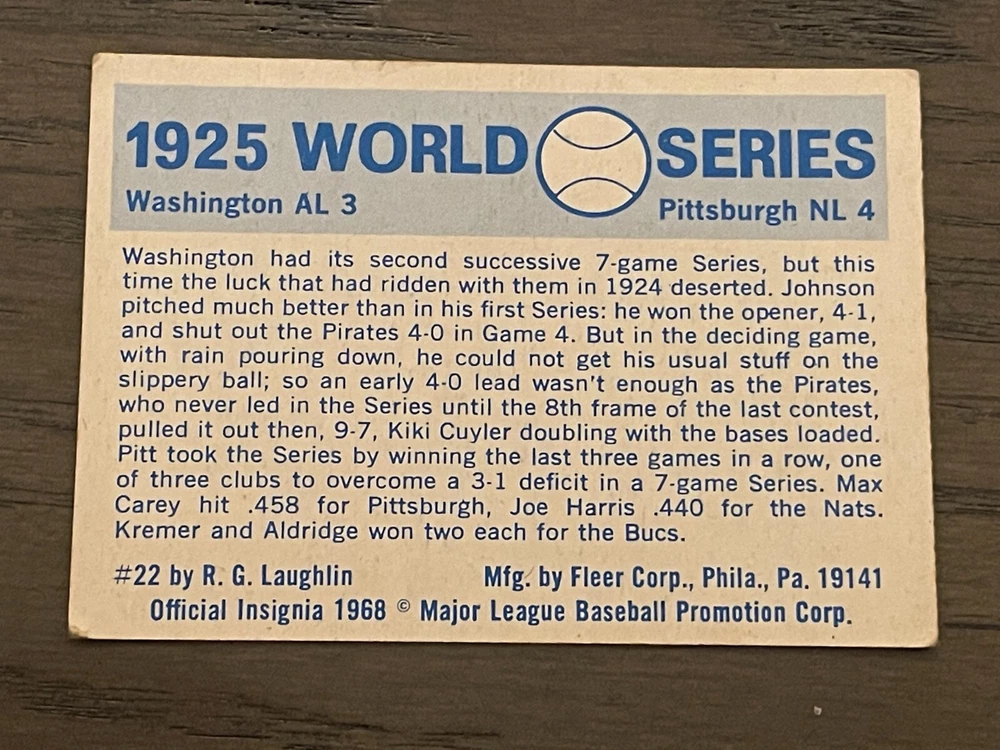 1925 WORLD SERIES
Washington AL 3 Pittsburgh NL 4
Washington had its second successive 7-game Series, but this
time the luck that had ridden with them in 1924 deserted. Johnson
pitched much better than in his first Series: he won the opener, 4-1,
and shut out the Pirates 4-0 in Game 4. But in the deciding game,
with rain pouring down, he could not get his usual stuff on the
slippery ball; so an early 4-0 lead wasn't enough as the Pirates,
who never led in the Series until the 8th frame of the last contest,
pulled it out then, 9-7, Kiki Cuyler doubling with the bases loaded.
Pitt took the Series by winning the last three games in a row, one
of three clubs to overcome a 3-1 deficit in a 7-game Series. Max
Carey hit .458 for Pittsburgh, Joe Harris .440 for the Nats.
Kremer and Aldridge won two each for the Bucs.
#22 by R. G. Laughlin Mfg. by Fleer Corp., Phila., Pa. 19141
Official Insignia 1968 © Major League Baseball Promotion Corp.